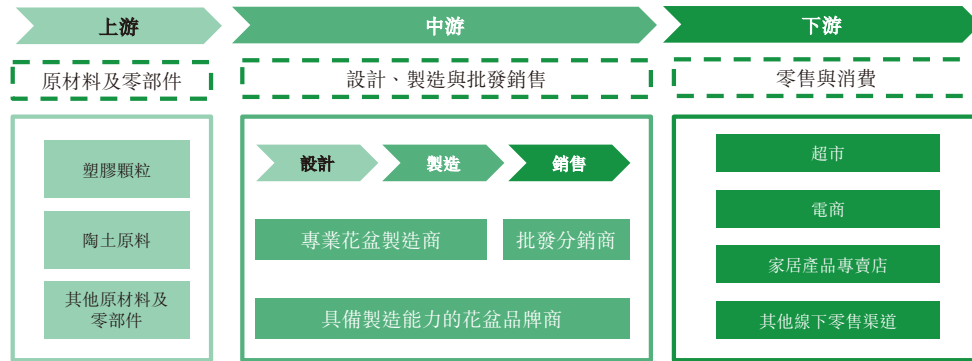 上游
中游
下游
原材料及零部件
設計、製造與批發銷售
零售與消費
塑膠顆粒
陶土原料
其他原材料及
零部件
設計
製造
銷售
專業花盆製造商
批發分銷商
具備製造能力的花盆品牌商
超市
電商
家居產品專賣店
其他線下零售渠道